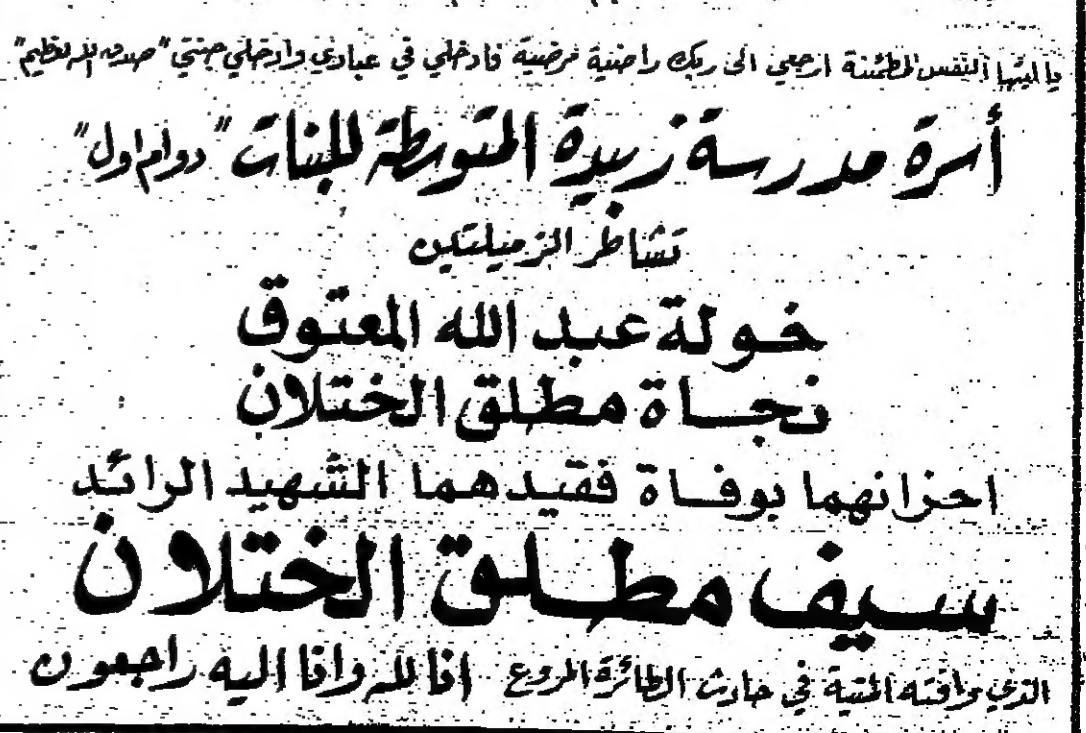 يا ايتها النفس المطمئنة ارجعي الى ربك راضية مرضية فادخلي في عبادي وادخلي جنتي "صدق الله العظيم"
أسرة مدرسة زبيدة المتوسطة للبنات "دوام اول"
تشاطر الزميلتين
خولة عبد الله المعتوق
نجاة مطلق الختلان
احزانهما بوفاة فقيدهما الشهيد الرائد
سيف مطلق الختلان
الذي وافته المنية في حادث الطائرة المروع انا لله وانا اليه راجعون